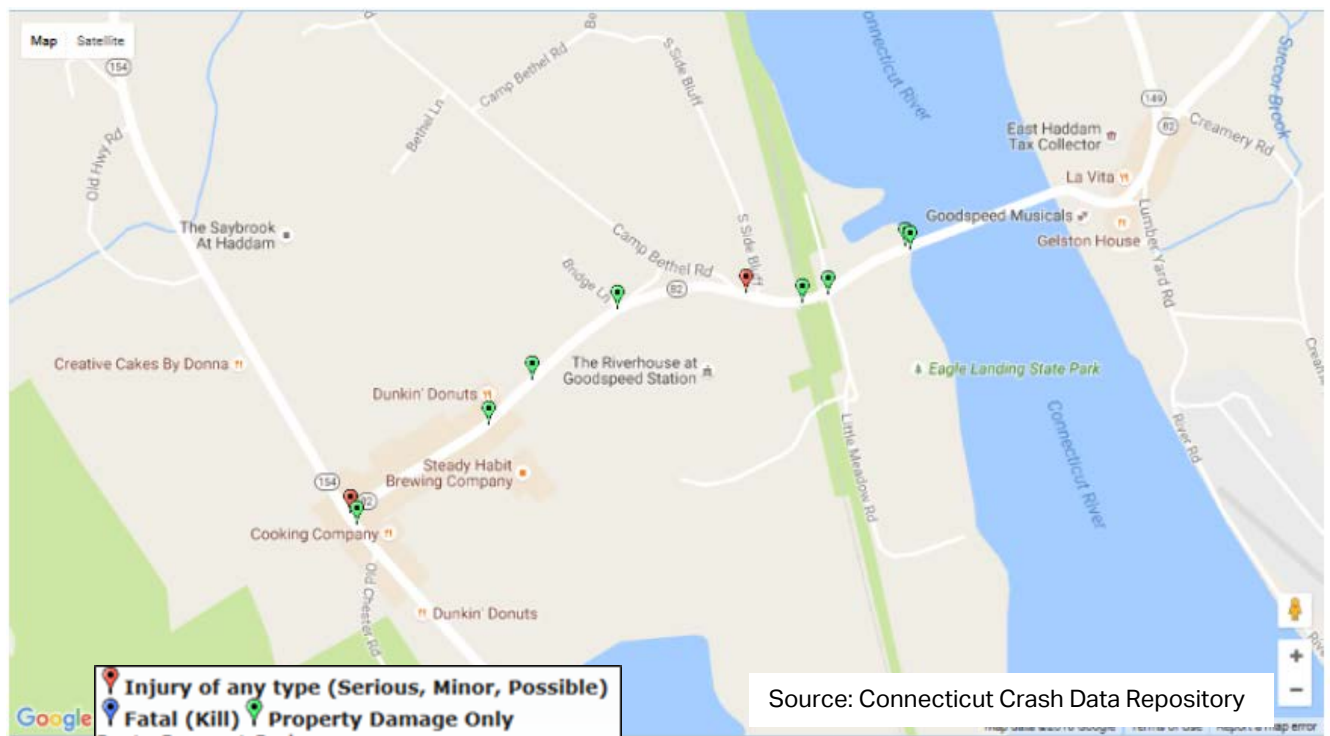 Map Satellite
154
Old Hwy Rd
Bethel Ln
Camp Bethel Rd
S Side Bluff
Connecticut River
149
82
Creamery Rd
Succor Brook
East Haddam
Tax Collector
La Vita
Goodspeed Musicals
Gelston House
Lumber Yard Rd
The Saybrook
At Haddam
Camp Bethel Rd
S Side Bluff
Bridge Ln
82
Creative Cakes By Donna
Dunkin' Donuts
The Riverhouse at
Goodspeed Station
Eagle Landing State Park
Little Meadow Rd
Connecticut River
River Rd
Steady Habit
Brewing Company
154
Cooking Company
Old Chester Rd
Dunkin' Donuts
Injury of any type (Serious, Minor, Possible)
Fatal (Kill) Property Damage Only
Source: Connecticut Crash Data Repository
+
−
Google
Report a map error